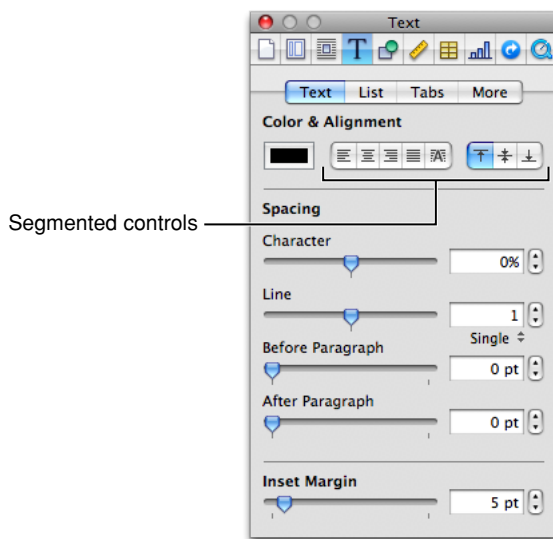 Text
T
Text List Tabs More
Color & Alignment
A
Segmented controls
Spacing
Character
0%
Line
1
Single
Before Paragraph
0 pt
After Paragraph
0 pt
Inset Margin
5 pt